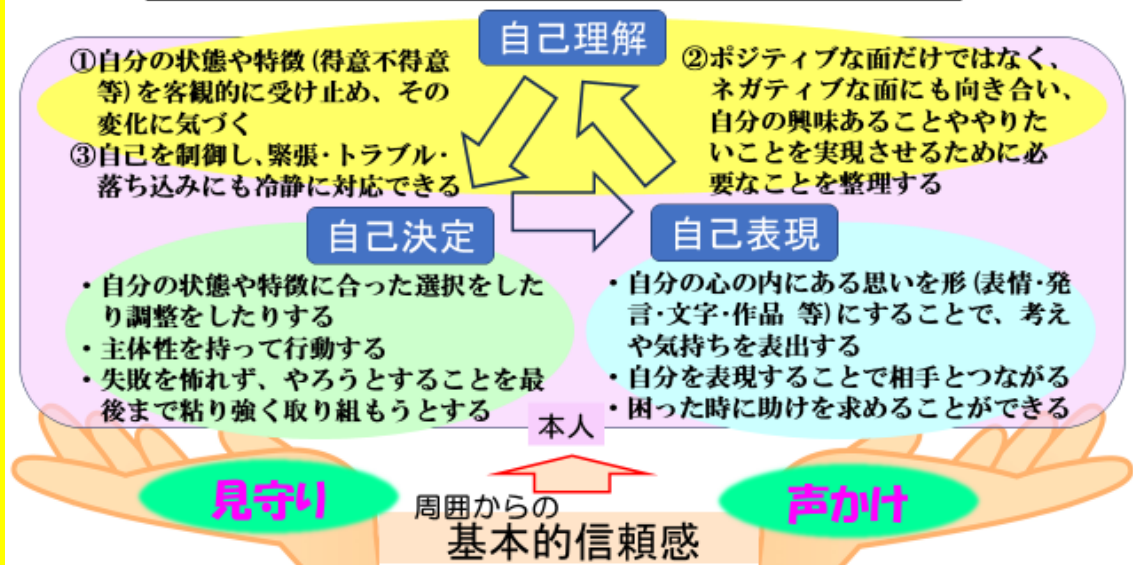 自己理解
①自分の状態や特徴(得意不得意
等)を客観的に受け止め、その
変化に気づく
③自己を制御し、緊張・トラブル・
落ち込みにも冷静に対応できる
②ポジティブな面だけではなく、
ネガティブな面にも向き合い、
自分の興味あることややりた
いことを実現させるために必
要なことを整理する
自己決定
・自分の状態や特徴に合った選択をした
り調整をしたりする
・主体性を持って行動する
・失敗を怖れず、やろうとすることを最
後まで粘り強く取り組もうとする
自己表現
・自分の心の内にある思いを形(表情・発
言・文字・作品 等)にすることで、考え
や気持ちを表出する
・自分を表現することで相手とつながる
・困った時に助けを求めることができる
本人
見守り
周囲からの
基本的信頼感
声かけ